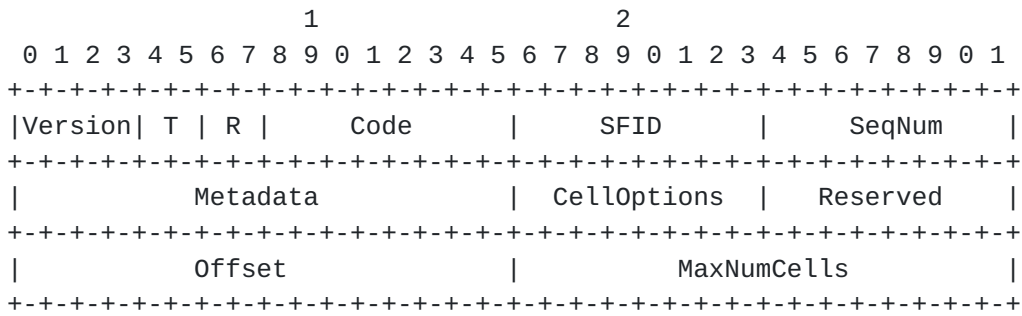 1                   2
 0 1 2 3 4 5 6 7 8 9 0 1 2 3 4 5 6 7 8 9 0 1 2 3 4 5 6 7 8 9 0 1
+-+-+-+-+-+-+-+-+-+-+-+-+-+-+-+-+-+-+-+-+-+-+-+-+-+-+-+-+-+-+-+-+
|Version| T | R |     Code      |     SFID      |     SeqNum    |
+-+-+-+-+-+-+-+-+-+-+-+-+-+-+-+-+-+-+-+-+-+-+-+-+-+-+-+-+-+-+-+-+
|           Metadata            |  CellOptions  |   Reserved    |
+-+-+-+-+-+-+-+-+-+-+-+-+-+-+-+-+-+-+-+-+-+-+-+-+-+-+-+-+-+-+-+-+
|           Offset              |          MaxNumCells          |
+-+-+-+-+-+-+-+-+-+-+-+-+-+-+-+-+-+-+-+-+-+-+-+-+-+-+-+-+-+-+-+-+